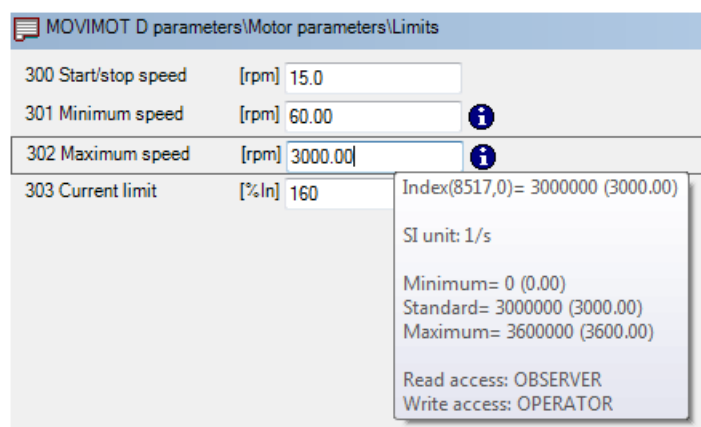 MOVIMOT D parameters\Motor parameters\Limits
300 Start/stop speed [rpm] 15.0
301 Minimum speed [rpm] 60.00
302 Maximum speed [rpm] 3000.00
303 Current limit [%In] 160
Index(8517,0)= 3000000 (3000.00)
SI unit: 1/s
Minimum= 0 (0.00)
Standard= 3000000 (3000.00)
Maximum= 3600000 (3600.00)
Read access: OBSERVER
Write access: OPERATOR